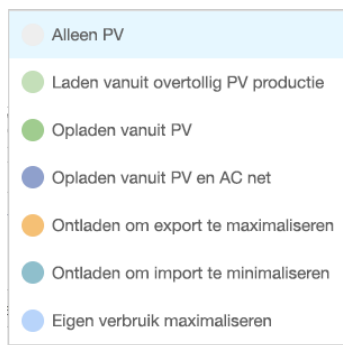 Alleen PV
Laden vanuit overtollig PV productie
Opladen vanuit PV
Opladen vanuit PV en AC net
Ontladen om export te maximaliseren
Ontladen om import te minimaliseren
Eigen verbruik maximaliseren